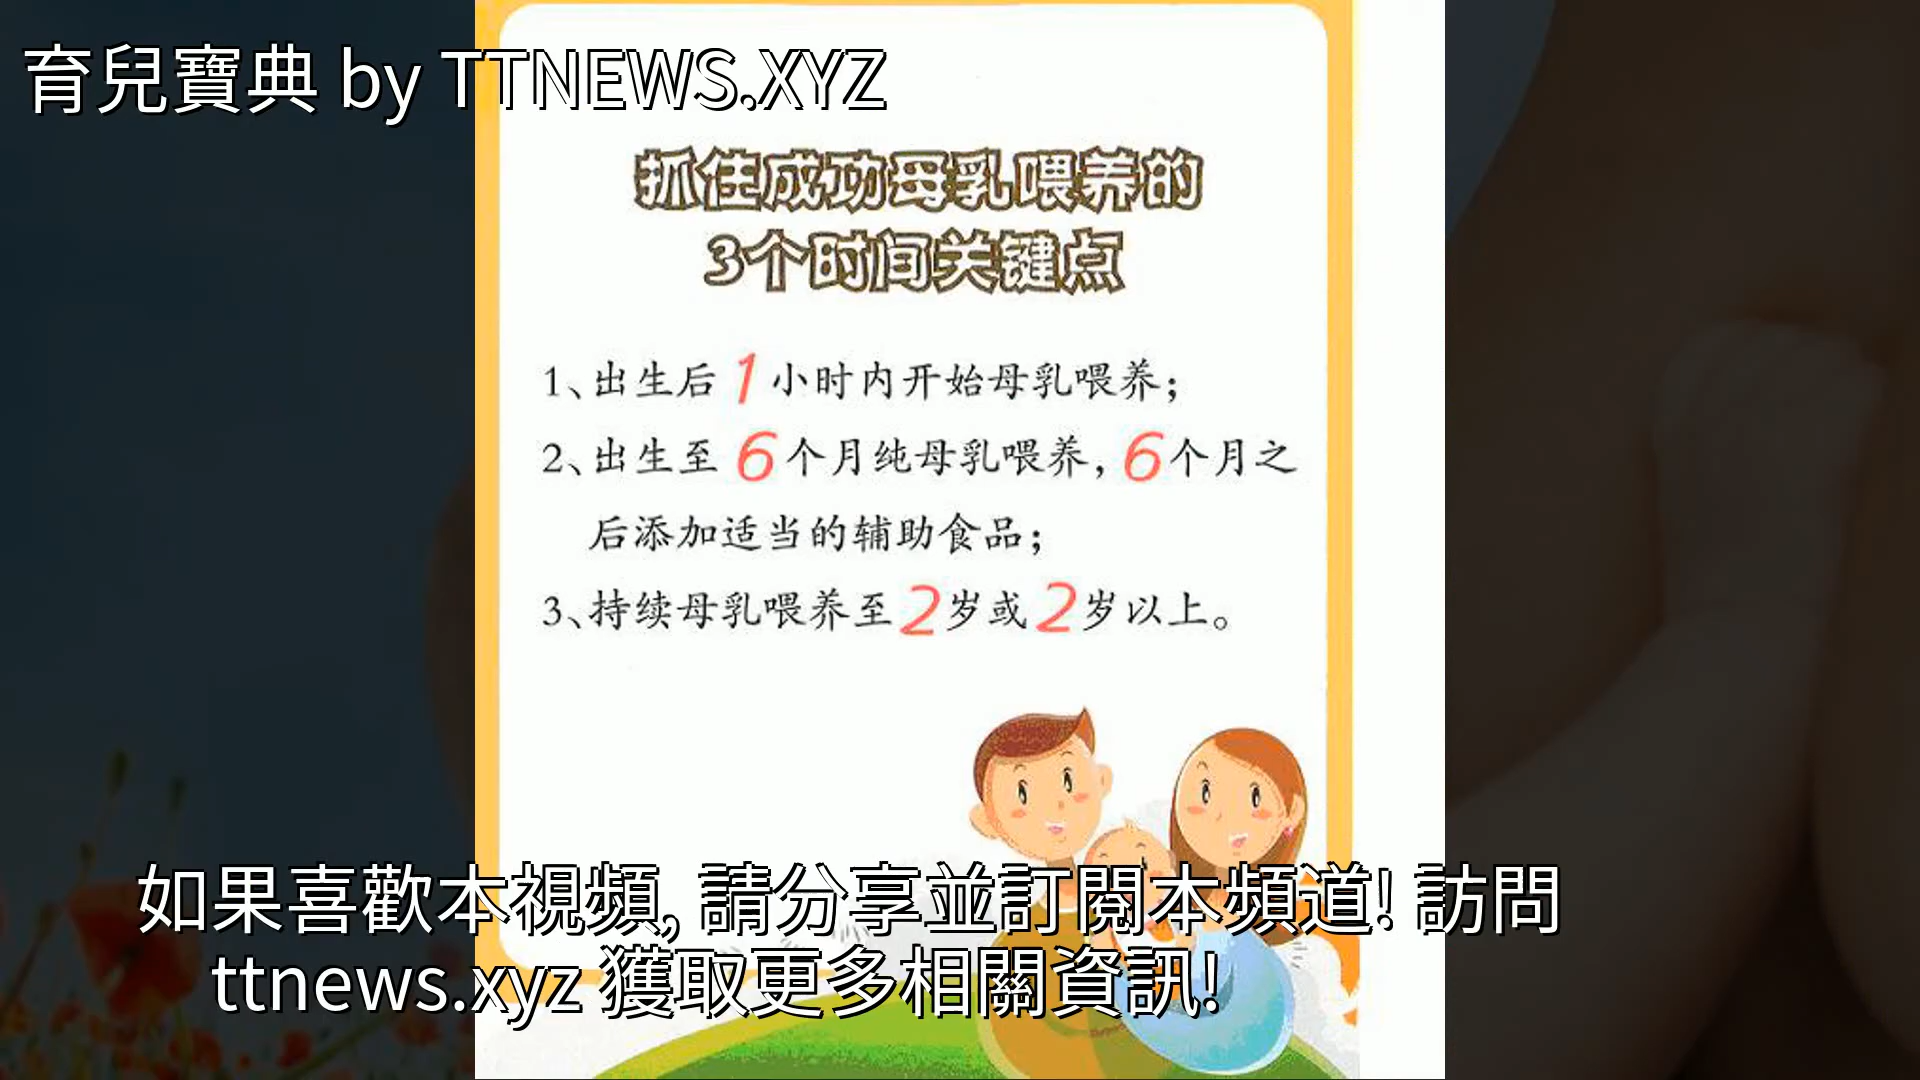 育兒寶典 by TTNEWS.XYZ
抓住成功母乳喂养的
3个时间关键点
1、出生后1小时内开始母乳喂养；
2、出生至6个月纯母乳喂养，6个月之
后添加适当的辅助食品；
3、持续母乳喂养至2岁或2岁以上。
如果喜歡本視頻, 請分享並訂閱本頻道! 訪問
ttnews.xyz 獲取更多相關資訊!